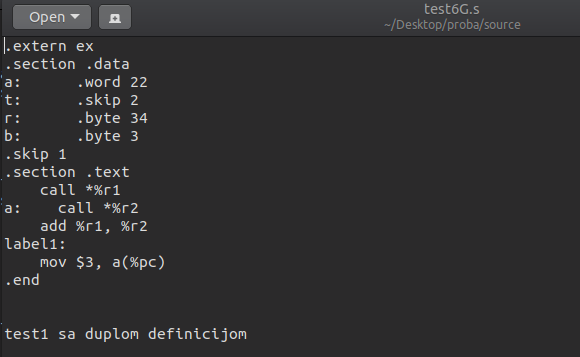 Open
test6G.s
~/Desktop/proba/source
.extern ex
.section .data
a:      .word 22
t:      .skip 2
r:      .byte 34
b:      .byte 3
.skip 1
.section .text
    call *%r1
a:    call *%r2
    add %r1, %r2
label1:
    mov $3, a(%pc)
.end
test1 sa duplom definicijom